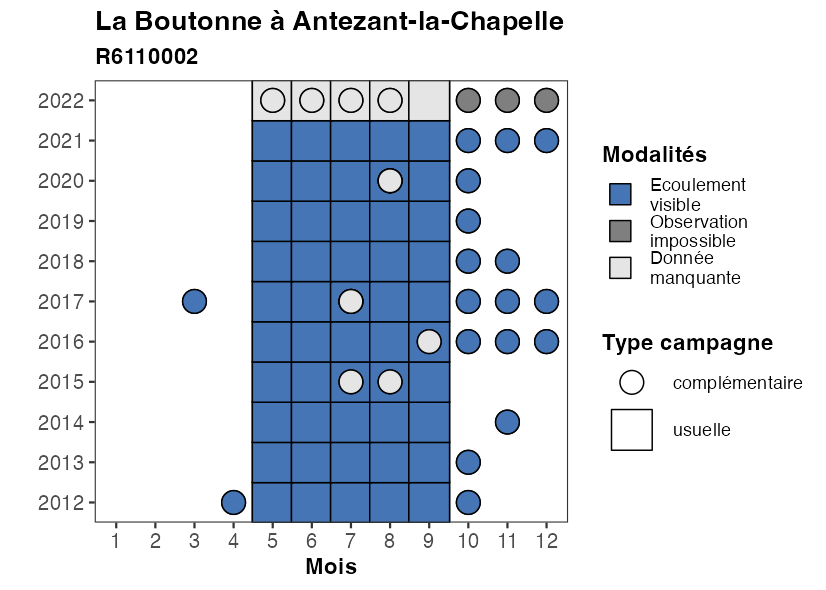 La Boutonne à Antezant-la-Chapelle
R6110002
2022
2021
2020
2019
2018
2017
2016
2015
2014
2013
2012
1 2 3 4 5 6 7 8 9 10 11 12
Mois
Modalités
Ecoulement
visible
Observation
impossible
Donnée
manquante
Type campagne
complémentaire
usuelle